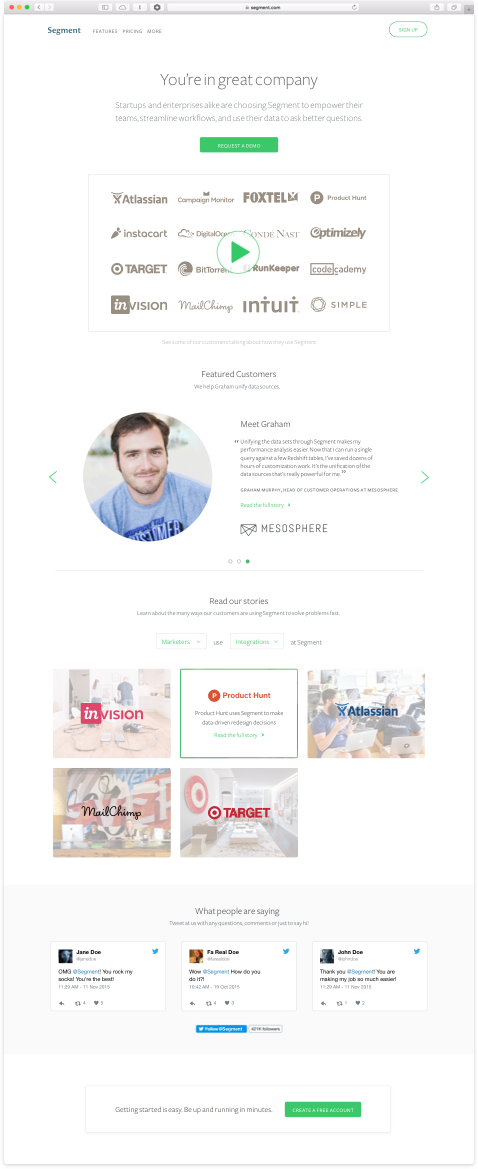 segment.com
Segment FEATURES PRICING MORE SIGN UP
You're in great company
Startups and enterprises alike are choosing Segment to empower their
teams, streamline workflows, and use their data to ask better questions.
REQUEST A DEMO
Atlassian Campaign Monitor FOXTEL P Product Hunt
instacart DigitalOcean CONDÉ NAST Optimizely
TARGET BitTorrent RunKeeper codecademy
inVISION MailChimp intuit SIMPLE
See some of our customers talking about how they use Segment
Featured Customers
We help Graham unify data sources.
Meet Graham
" Unifying the data sets through Segment makes my
performance analysis easier. Now that I can run a single
query against a few Redshift tables, I've saved dozens of
hours of customization work. It's the unification of the
data sources that's really powerful for me. "
GRAHAM MURPHY, HEAD OF CUSTOMER OPERATIONS AT MESOSPHERE
Read the full story
MESOSPHERE
CUSTOMER
Read our stories
Learn about the many ways our customers are using Segment to solve problems fast.
Marketers use Integrations at Segment
inVISION
P Product Hunt
Product Hunt uses Segment to make
data-driven redesign decisions
Read the full story
Atlassian
MailChimp
TARGET
What people are saying
Tweet at us with any questions, comments or just to say hi!
Jane Doe
@janedoe
OMG @Segment! You rock my
socks! You're the best!
11:29 AM - 11 Nov 2015
4 5
Fa Real Doe
@farealdoe
Wow @Segment How do you
do it?!
10:42 AM - 19 Oct 2015
4 5
John Doe
@johndoe
Thank you @Segment! You are
making my job so much easier!
11:29 AM - 11 Nov 2015
1 2
Follow @Segment 421K followers
Getting started is easy. Be up and running in minutes. CREATE A FREE ACCOUNT